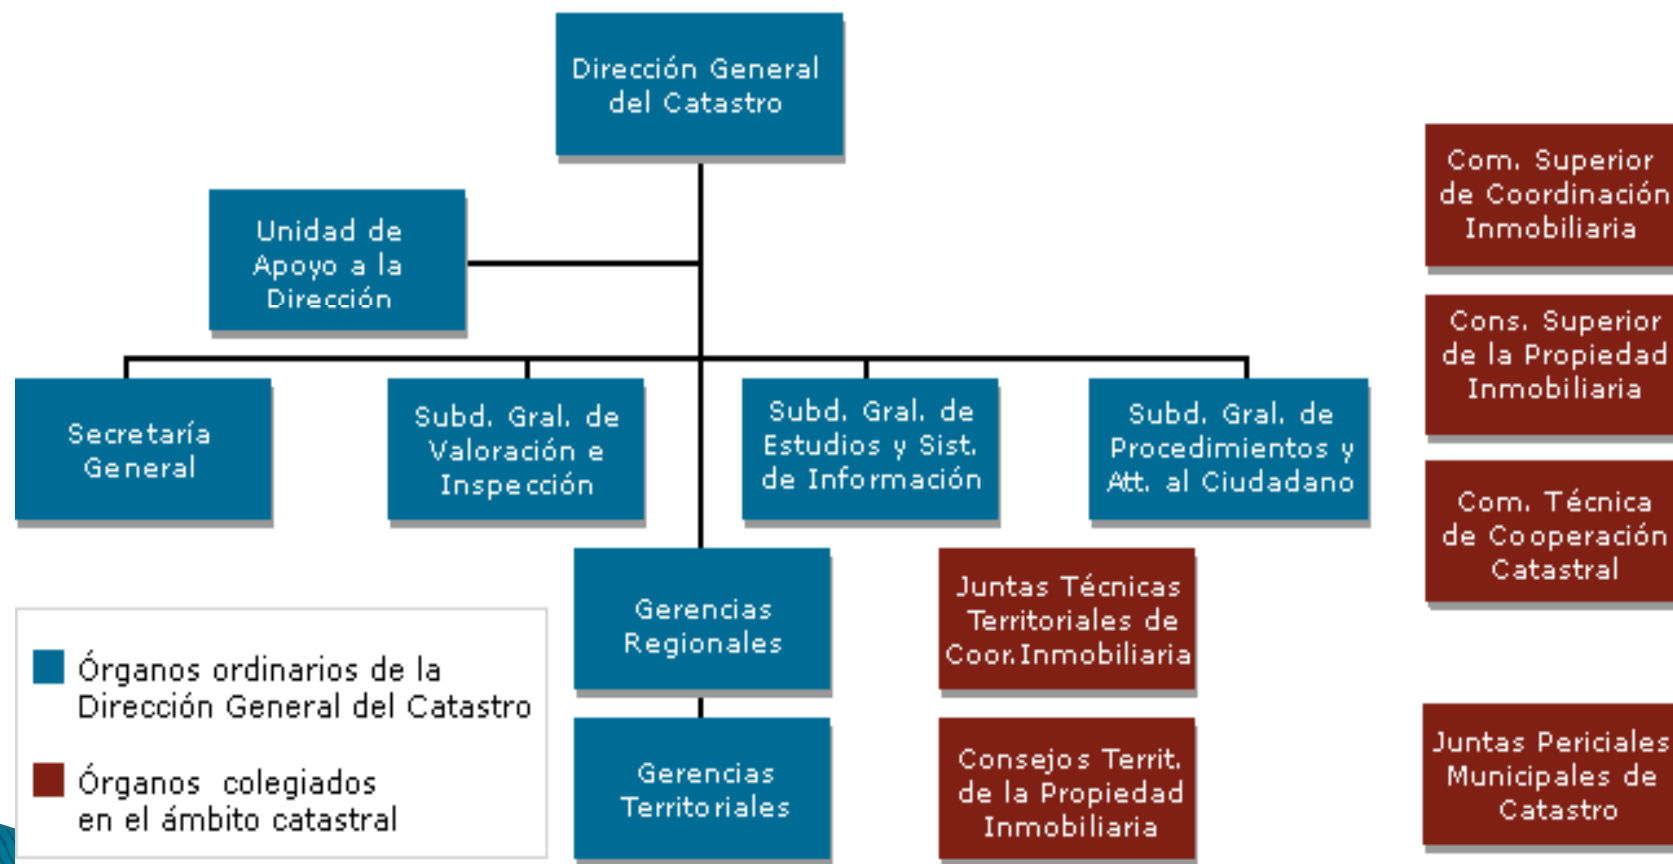 Dirección General
del Catastro
Unidad de
Apoyo a la
Dirección
Secretaría
General
Subd. Gral. de
Valoración e
Inspección
Subd. Gral. de
Estudios y Sist.
de Información
Subd. Gral. de
Procedimientos y
Att. al Ciudadano
Gerencias
Regionales
Gerencias
Territoriales
Juntas Técnicas
Territoriales de
Coor.Inmobiliaria
Consejos Territ.
de la Propiedad
Inmobiliaria
Com. Superior
de Coordinación
Inmobiliaria
Cons. Superior
de la Propiedad
Inmobiliaria
Com. Técnica
de Cooperación
Catastral
Juntas Periciales
Municipales de
Catastro
Órganos ordinarios de la
Dirección General del Catastro
Órganos colegiados
en el ámbito catastral